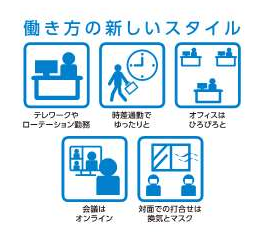 働き方の新しいスタイル
テレワークや
ローテーション勤務
時差通勤で
ゆったりと
オフィスは
ひろびろと
会議は
オンライン
対面での打合せは
換気とマスク